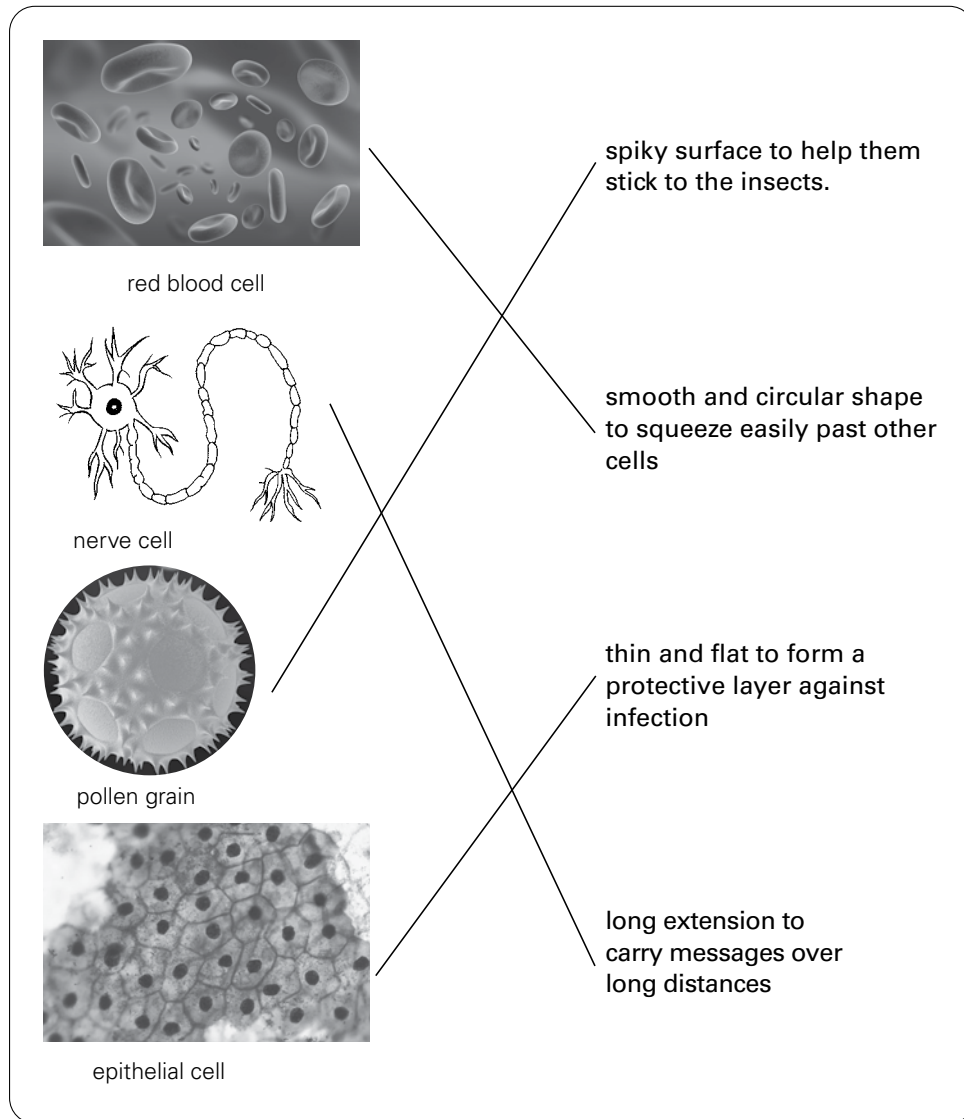 red blood cell
nerve cell
pollen grain
epithelial cell
spiky surface to help them
stick to the insects.
smooth and circular shape
to squeeze easily past other
cells
thin and flat to form a
protective layer against
infection
long extension to
carry messages over
long distances